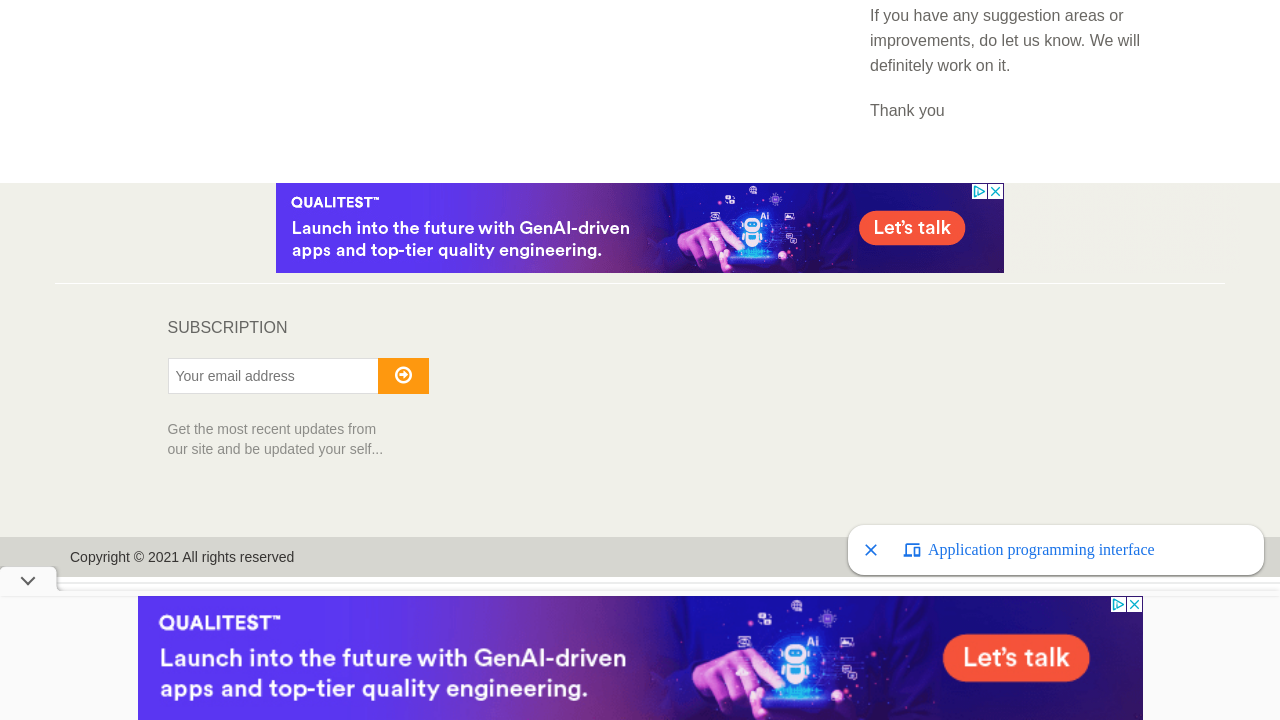 If you have any suggestion areas or
improvements, do let us know. We will
definitely work on it.
Thank you
QUALITEST™
Launch into the future with GenAI-driven
apps and top-tier quality engineering.
Ai
Let's talk
SUBSCRIPTION
Your email address
Get the most recent updates from
our site and be updated your self...
Copyright © 2021 All rights reserved
Application programming interface
QUALITEST™
Launch into the future with GenAI-driven
apps and top-tier quality engineering.
Ai
Let's talk